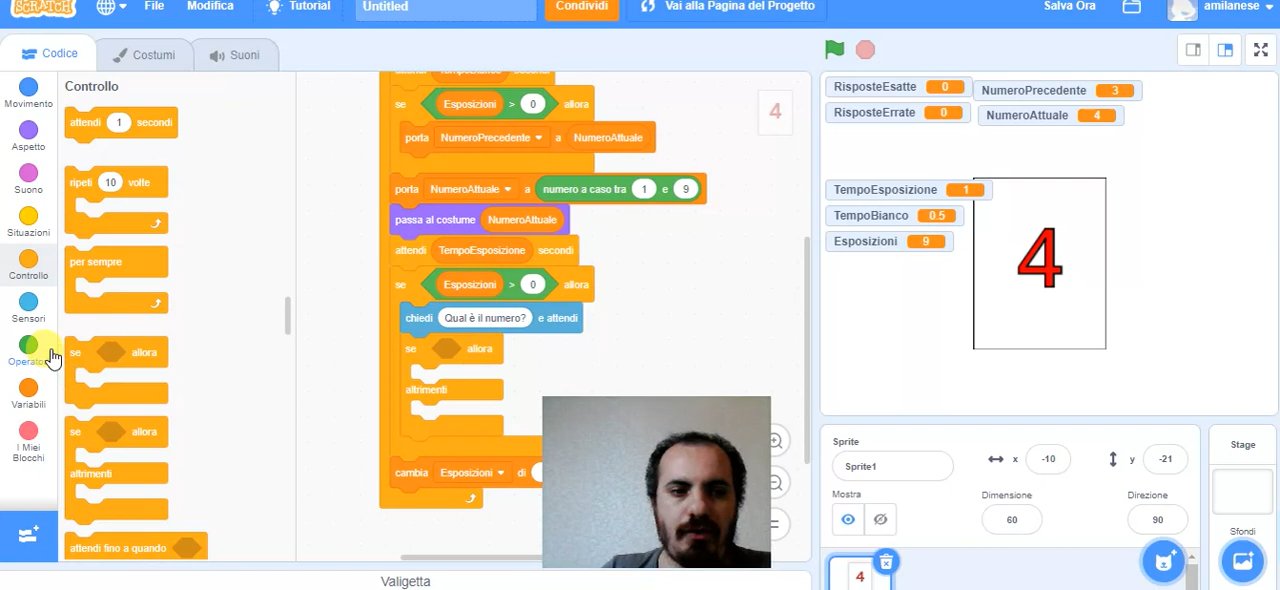 SCRATCH File Modifica Tutorial Untitled Condividi Vai alla Pagina del Progetto Salva Ora amilanese
Codice Costumi Suoni
Movimento
Aspetto
Suono
Situazioni
Controllo
Sensori
Variabili
I Miei
Blocchi
Controllo
attendi 1 secondi
ripeti 10 volte
per sempre
se allora
se allora
altrimenti
attendi fino a quando
se Esposizioni > 0 allora
porta NumeroPrecedente a NumeroAttuale
porta NumeroAttuale a numero a caso tra 1 e 9
passa al costume NumeroAttuale
attendi TempoEsposizione secondi
se Esposizioni > 0 allora
chiedi Qual è il numero? e attendi
se allora
altrimenti
cambia Esposizioni di
4
Valigetta
RisposteEsatte 0
NumeroPrecedente 3
RisposteErrate 0
NumeroAttuale 4
TempoEsposizione 1
TempoBianco 0.5
Esposizioni 9
4
Sprite
Sprite1
x -10
y -21
Mostra
Dimensione
60
Direzione
90
4
Stage
Sfondi